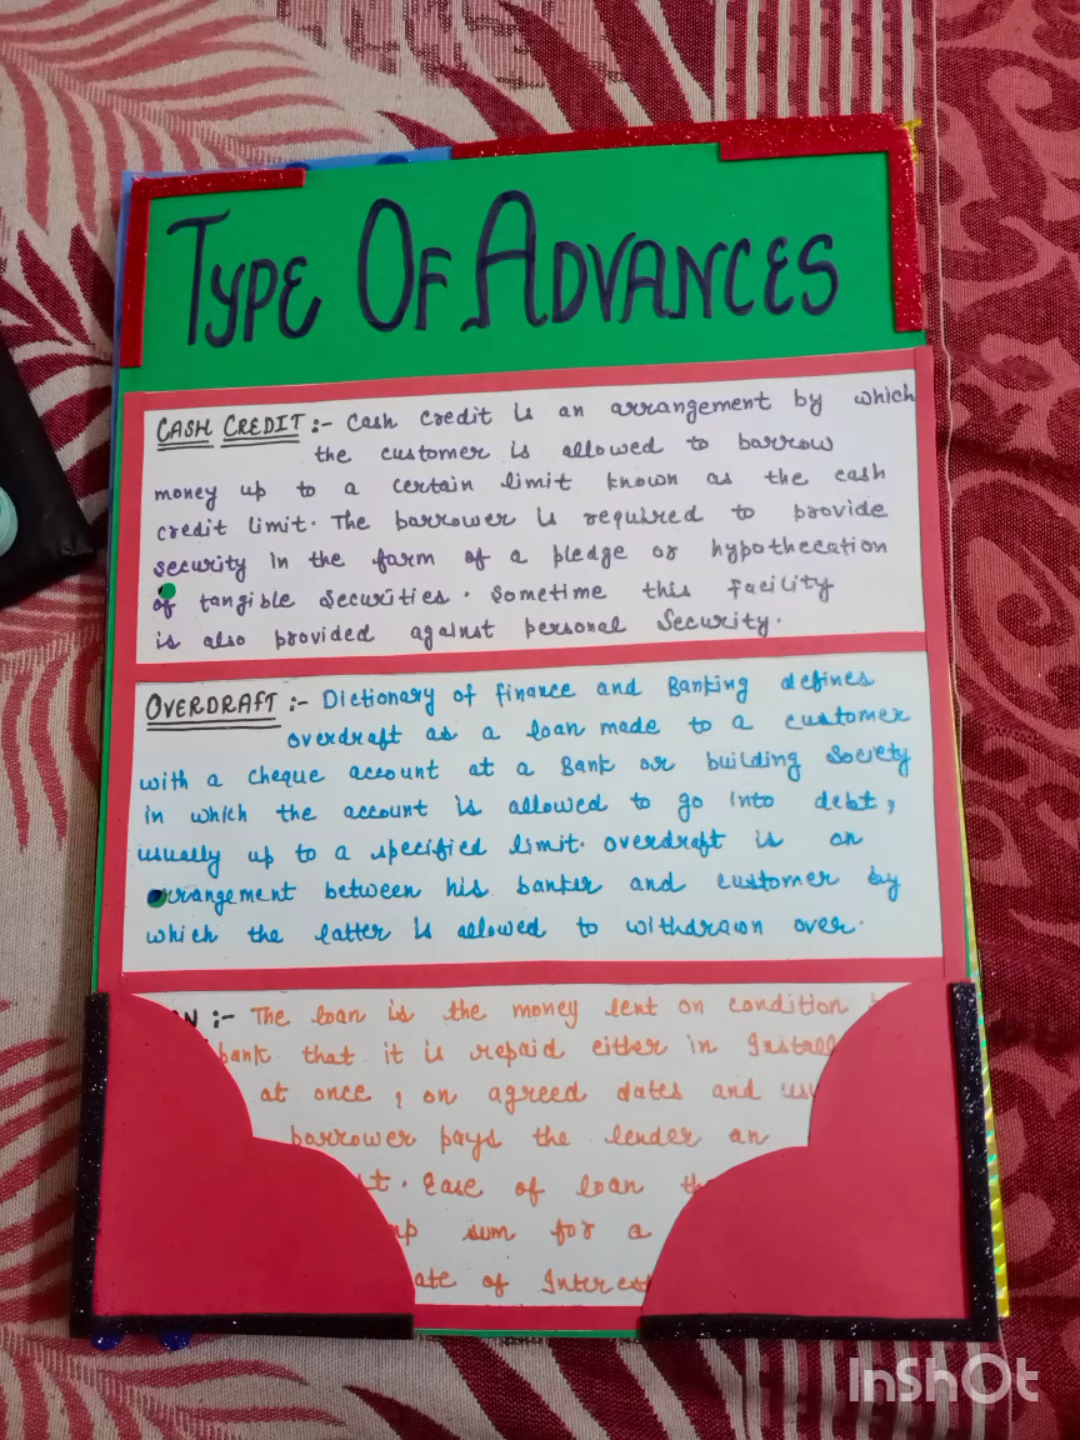 TYPE OF ADVANCES
CASH CREDIT :- Cash credit is an arrangement by which
the customer is allowed to barrow
money up to a certain limit known as the cash
credit limit. The barrower is required to provide
security in the farm of a pledge or hypothecation
of tangible securities. Sometime this facility
is also provided against personal Security.
OVERDRAFT :- Dictionary of finance and Banking defines
overdraft as a loan made to a customer
with a cheque account at a Bank or building Society
in which the account is allowed to go into debt,
usually up to a specified limit. overdraft is an
arrangement between his banker and customer by
which the latter is allowed to withdrawn over.
:- The loan is the money lent on condition
bank that it is repaid either in Install
at once, on agreed dates and
barrower pays the lender an
. Ease of loan
sum for a
ate of Interest
InShOt